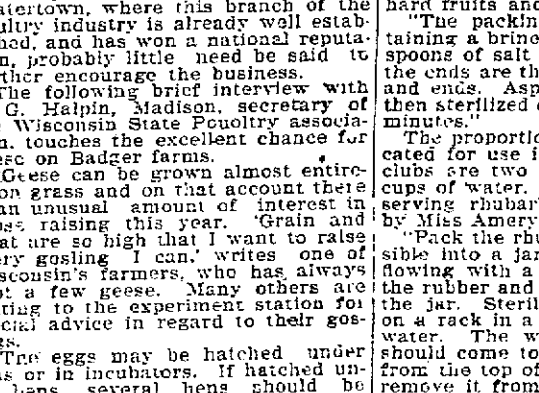 atertown, where this branch of the
ultry industry is already well estab-
hed, and has won a national reputa-
n, probably little need be said to
rther encourage the business.
The following brief interview with
G. Halpin, Madison, secretary of
Wisconsin State Pouoltry associa-
n, touches the excellent chance for
ese on Badger farms.
Geese can be grown almost entire-
on grass and on that account there
an unusual amount of interest in
raising this year. 'Grain and
at are so high that I want to raise
ery gosling I can,' writes one of
sconsin's farmers, who has always
pt a few geese. Many others are
ting to the experiment station for
cial advice in regard to their gos-
gs.
The eggs may be hatched under
s or in incubators. If hatched un-
hens, several hens should be
hard fruits and
"The packin
taining a brine
spoons of salt
the ends are th
and ends. Asp
then sterilized
minutes."
The proportio
cated for use i
clubs are two
cups of water.
serving rhubar
by Miss Amery
"Pack the rhu
sible into a jar
flowing with a
the rubber and
the jar. Steril
on a rack in a
water. The w
should come to
from the top of
remove it from